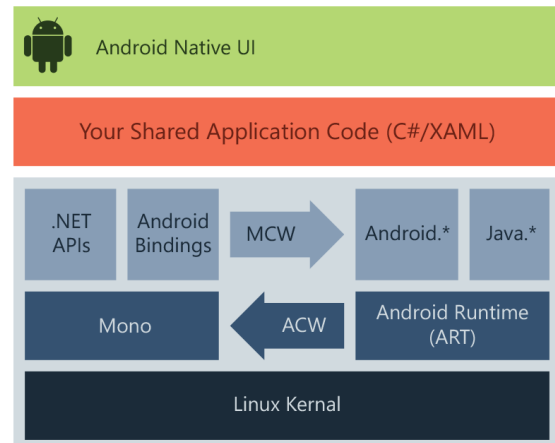 Android Native UI
Your Shared Application Code (C#/XAML)
.NET
APIs
Android
Bindings
MCW
Android.*
Java.*
Mono
ACW
Android Runtime
(ART)
Linux Kernal